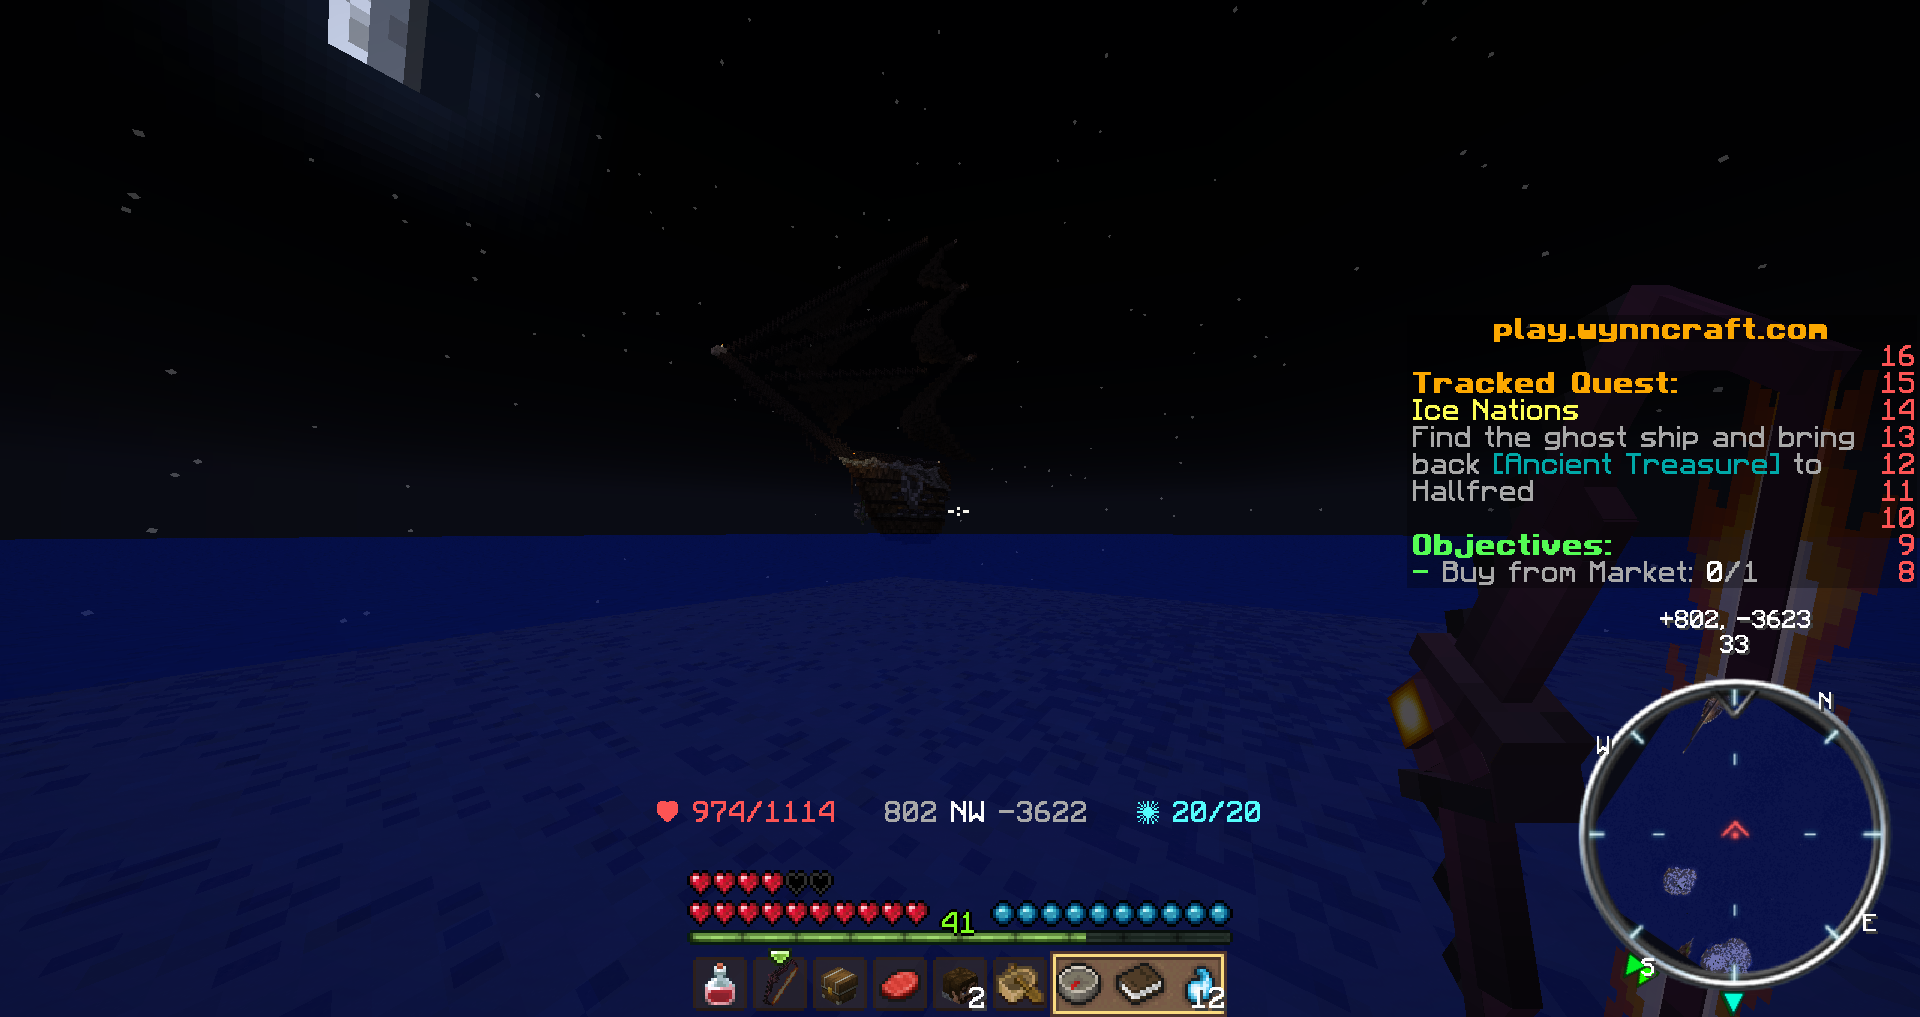 play.wynncraft.com
16
Tracked Quest: 15
Ice Nations 14
Find the ghost ship and bring 13
back [Ancient Treasure] to 12
Hallfred 11
10
Objectives: 9
- Buy from Market: 0/1 8
+802, -3623
33
N
W
E
S
974/1114 802 NW -3622 20/20
41
2
12